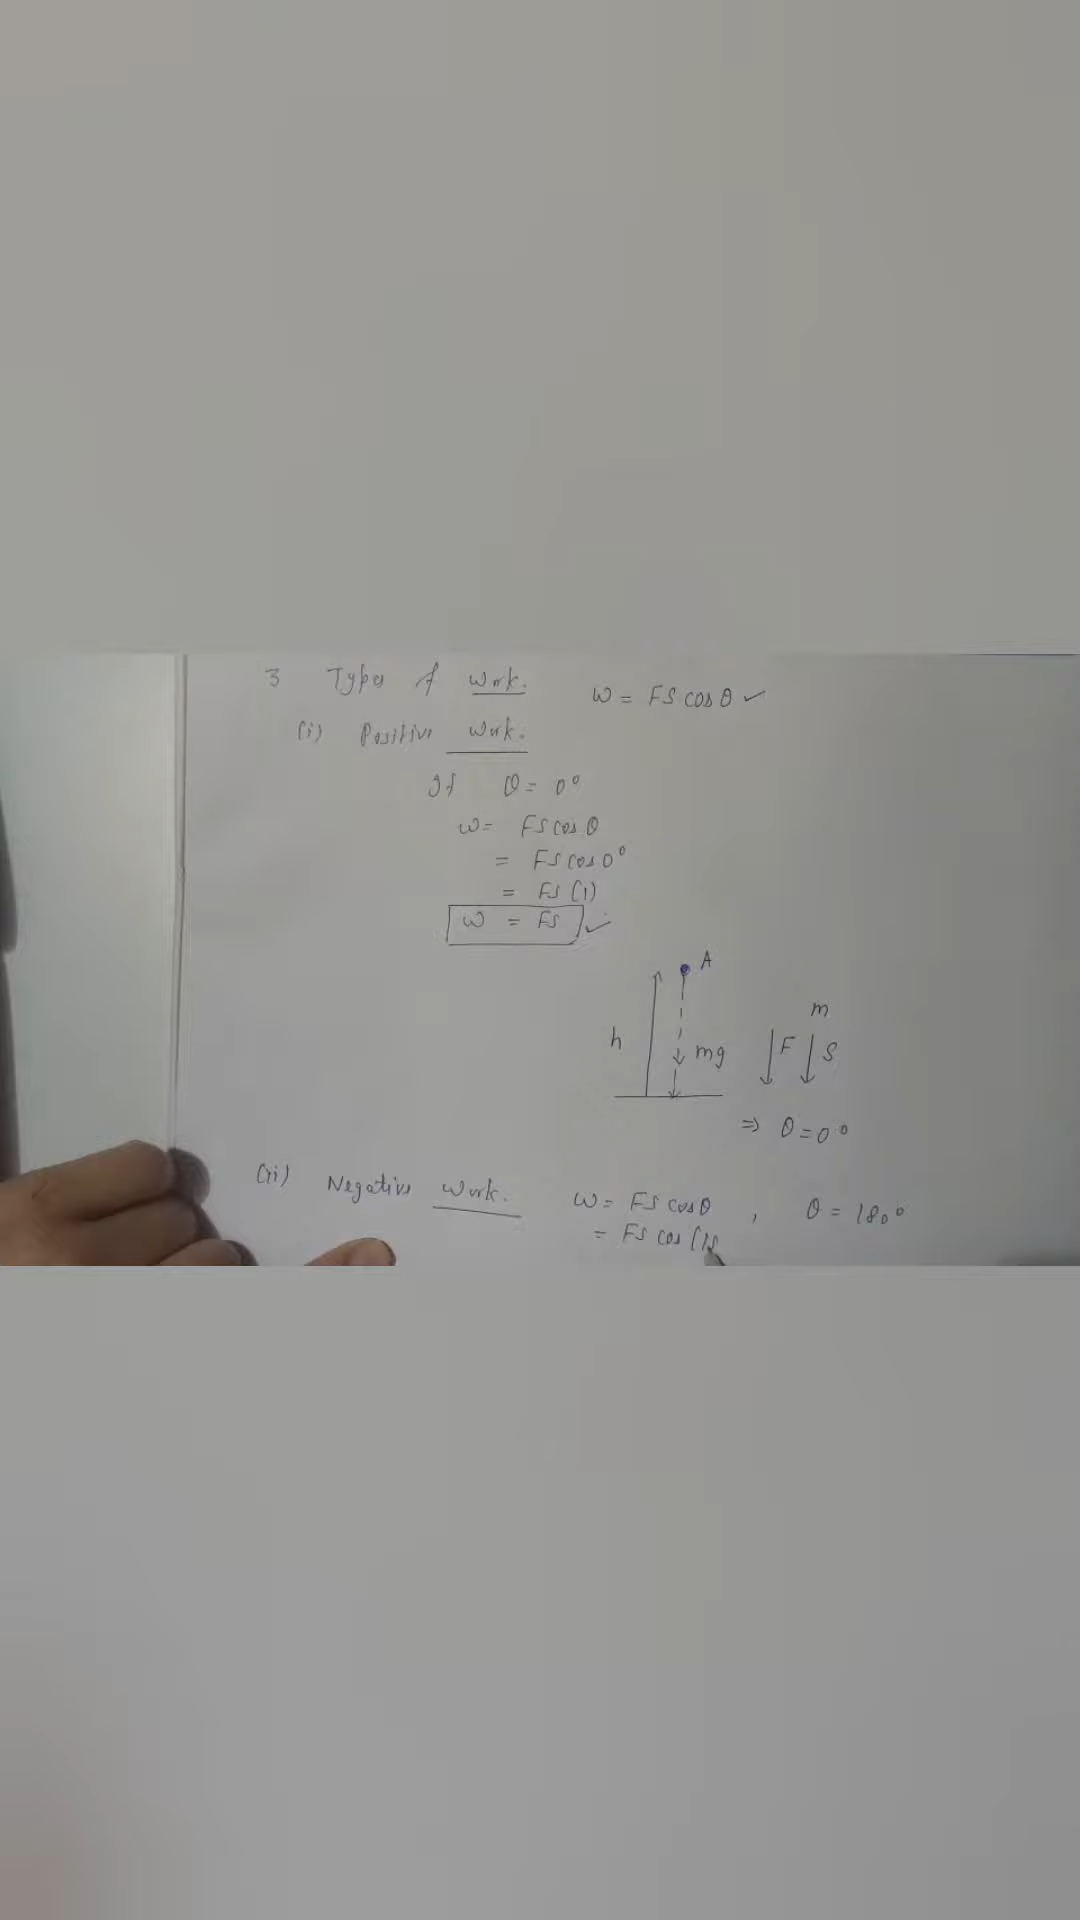 3 Types of Work.
W = FS cos θ ✓
(i) Positive Work.
If θ = 0°
W = FS cos θ
= FS cos 0°
= FS (1)
W = FS ✓
A
m
h
mg
F
S
⇒ θ = 0°
(ii) Negative Work.
W = FS cos θ , θ = 180°
= FS cos (18